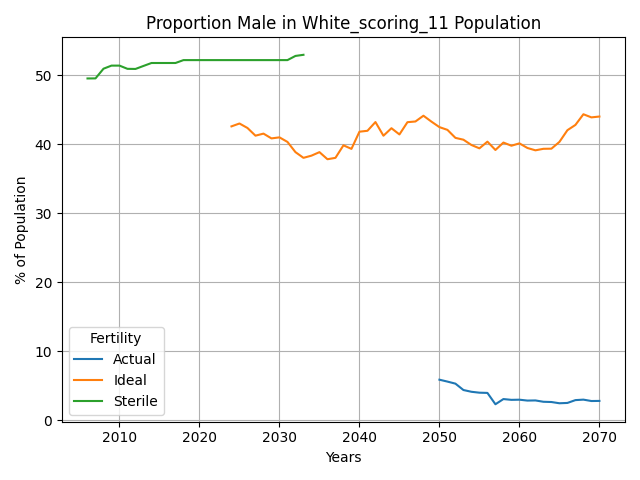 Proportion Male in White_scoring_11 Population
% of Population
50
40
30
20
10
0
Fertility
Actual
Ideal
Sterile
2010 2020 2030 2040 2050 2060 2070
Years